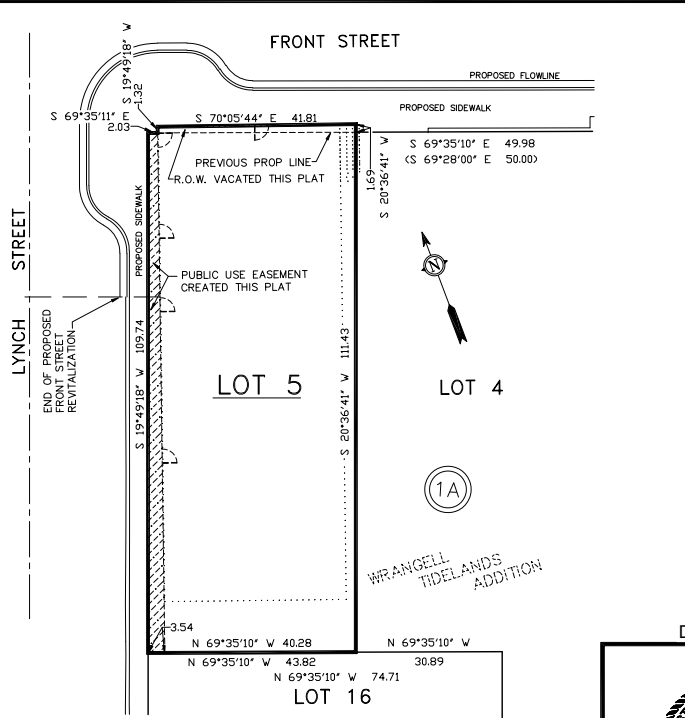 FRONT STREET
S 19°49'18" W
1.32
PROPOSED FLOWLINE
PROPOSED SIDEWALK
S 69°35'11" E
2.03
S 70°05'44" E 41.81
S 69°35'10" E 49.98
(S 69°28'00" E 50.00)
PREVIOUS PROP LINE
R.O.W. VACATED THIS PLAT
1.69
S 20°36'41" W
PROPOSED SIDEWALK
N
LYNCH STREET
PUBLIC USE EASEMENT
CREATED THIS PLAT
END OF PROPOSED
FRONT STREET
REVITALIZATION
S 19°49'18" W 109.74
S 20°36'41" W 111.43
LOT 5
LOT 4
1A
WRANGELL
TIDELANDS
ADDITION
3.54
N 69°35'10" W 40.28
N 69°35'10" W
N 69°35'10" W 43.82
30.89
N 69°35'10" W 74.71
LOT 16